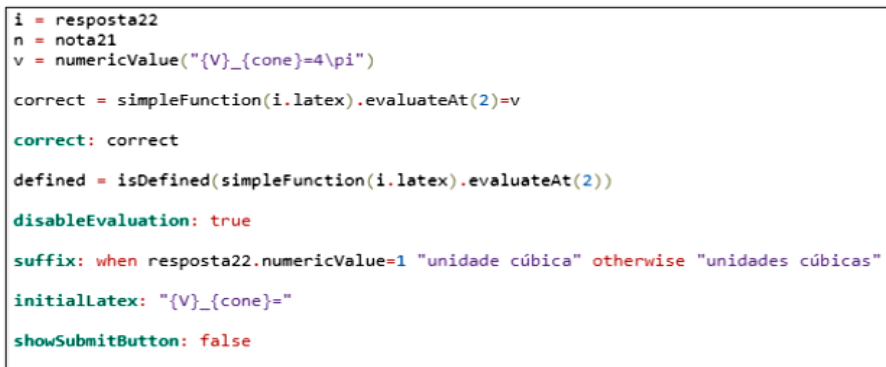 i = resposta22
n = nota21
v = numericValue("{V}_{cone}=4\pi")
correct = simpleFunction(i.latex).evaluateAt(2)=v
correct: correct
defined = isDefined(simpleFunction(i.latex).evaluateAt(2))
disableEvaluation: true
suffix: when resposta22.numericValue=1 "unidade cúbica" otherwise "unidades cúbicas"
initialLatex: "{V}_{cone}="
showSubmitButton: false